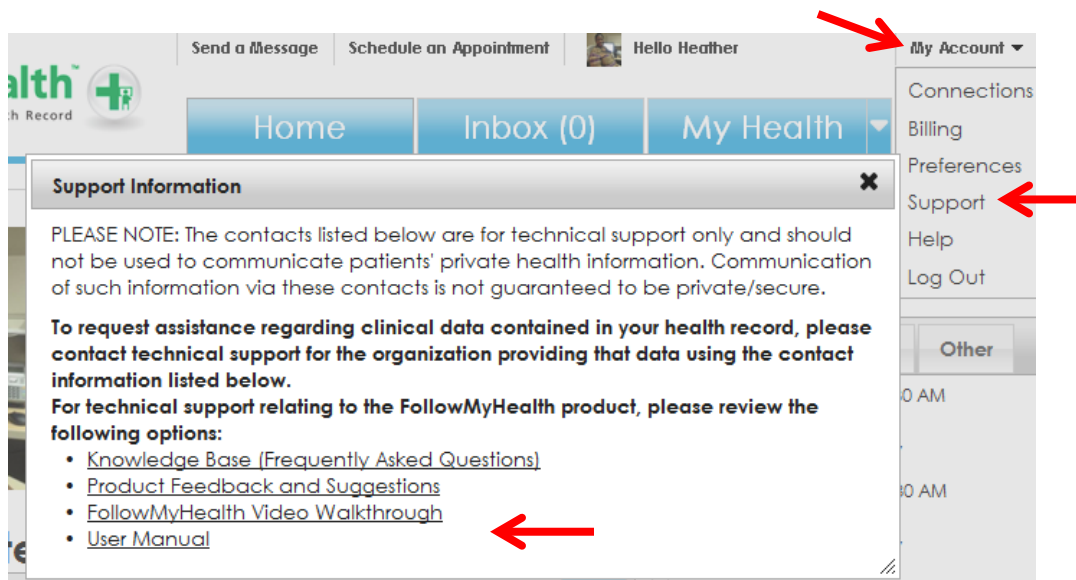 Send a Message Schedule an Appointment Hello Heather My Account
alth™
h Record
Home Inbox (0) My Health
Connections
Billing
Preferences
Support
Help
Log Out
Support Information
PLEASE NOTE: The contacts listed below are for technical support only and should
not be used to communicate patients' private health information. Communication
of such information via these contacts is not guaranteed to be private/secure.
To request assistance regarding clinical data contained in your health record, please
contact technical support for the organization providing that data using the contact
information listed below.
For technical support relating to the FollowMyHealth product, please review the
following options:
• Knowledge Base (Frequently Asked Questions)
• Product Feedback and Suggestions
• FollowMyHealth Video Walkthrough
• User Manual
Other
0 AM
30 AM
te